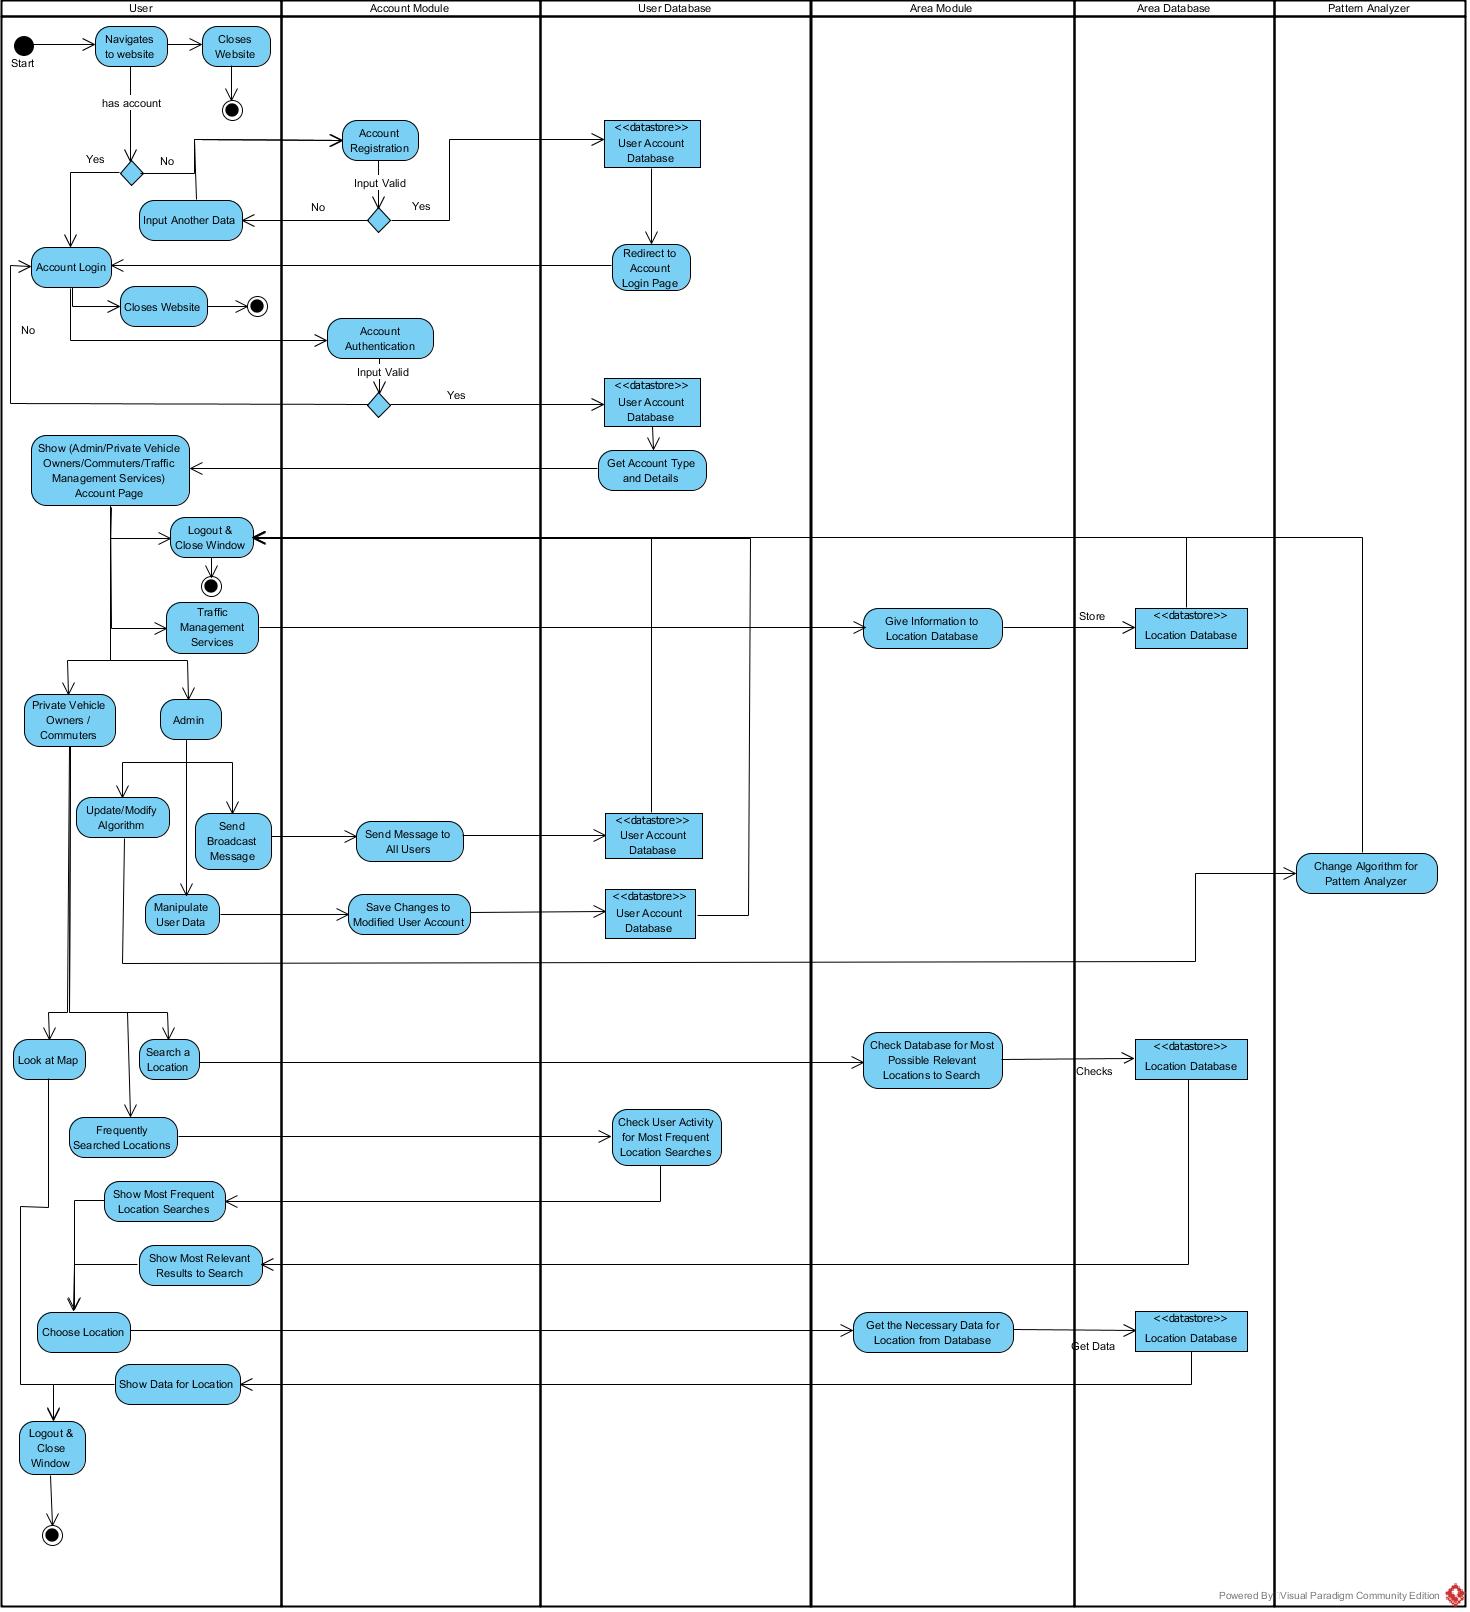 User
Account Module
User Database
Area Module
Area Database
Pattern Analyzer
Start
Navigates
to website
Closes
Website
has account
Yes
No
Account
Registration
Input Valid
No
Yes
<<datastore>>
User Account
Database
Input Another Data
Redirect to
Account
Login Page
Account Login
Closes Website
No
Account
Authentication
Input Valid
Yes
<<datastore>>
User Account
Database
Show (Admin/Private Vehicle
Owners/Commuters/Traffic
Management Services)
Account Page
Get Account Type
and Details
Logout &
Close Window
Traffic
Management
Services
Give Information to
Location Database
Store
<<datastore>>
Location Database
Private Vehicle
Owners /
Commuters
Admin
Update/Modify
Algorithm
Send
Broadcast
Message
Send Message to
All Users
<<datastore>>
User Account
Database
Change Algorithm for
Pattern Analyzer
Manipulate
User Data
Save Changes to
Modified User Account
<<datastore>>
User Account
Database
Look at Map
Search a
Location
Check Database for Most
Possible Relevant
Locations to Search
Checks
<<datastore>>
Location Database
Frequently
Searched Locations
Check User Activity
for Most Frequent
Location Searches
Show Most Frequent
Location Searches
Show Most Relevant
Results to Search
Choose Location
Get the Necessary Data for
Location from Database
Get Data
<<datastore>>
Location Database
Show Data for Location
Logout &
Close
Window
Powered By Visual Paradigm Community Edition